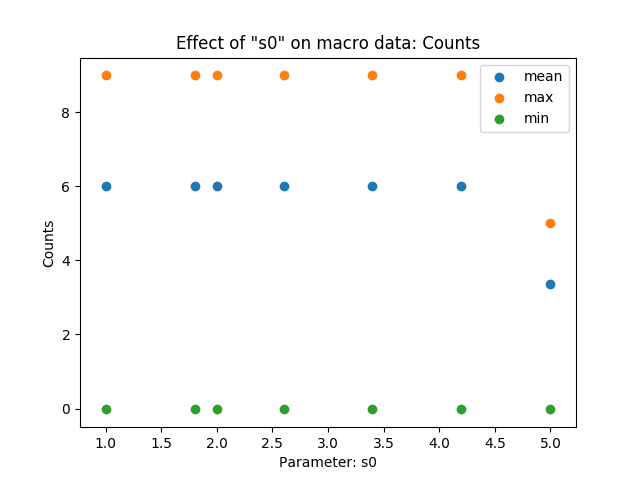 Effect of "s0" on macro data: Counts
mean
max
min
Counts
8
6
4
2
0
1.0 1.5 2.0 2.5 3.0 3.5 4.0 4.5 5.0
Parameter: s0